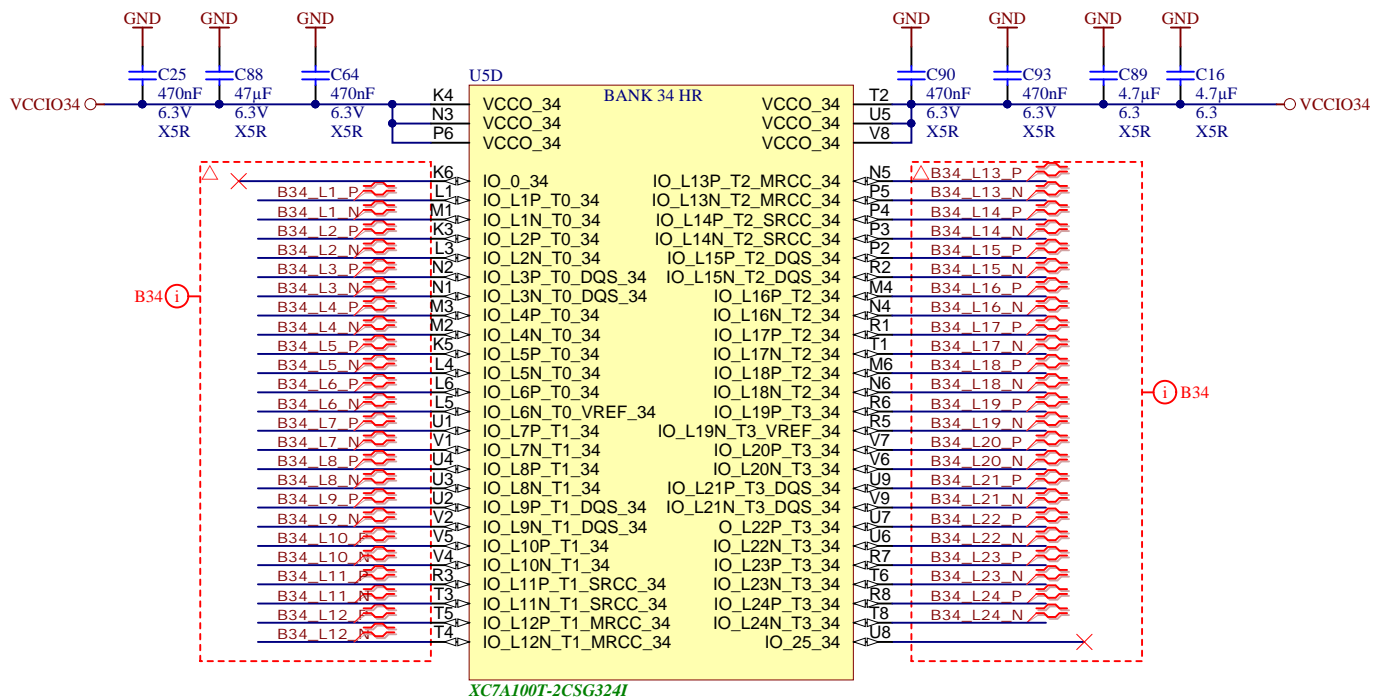 GND GND GND GND GND GND GND
C25 C88 C64 U5D C90 C93 C89 C16
470nF 47µF 470nF 470nF 470nF 4.7µF 4.7µF
6.3V 6.3V 6.3V 6.3V 6.3V 6.3 6.3
X5R X5R X5R X5R X5R X5R X5R
BANK 34 HR
VCCIO34 K4 VCCO_34 VCCO_34 T2 VCCIO34
N3 VCCO_34 VCCO_34 U5
P6 VCCO_34 VCCO_34 V8
K6 IO_0_34 IO_L13P_T2_MRCC_34 N5 B34_L13_P
B34_L1_P L1 IO_L1P_T0_34 IO_L13N_T2_MRCC_34 P5 B34_L13_N
B34_L1_N M1 IO_L1N_T0_34 IO_L14P_T2_SRCC_34 P4 B34_L14_P
B34_L2_P K3 IO_L2P_T0_34 IO_L14N_T2_SRCC_34 P3 B34_L14_N
B34_L2_N L3 IO_L2N_T0_34 IO_L15P_T2_DQS_34 P2 B34_L15_P
B34_L3_P N2 IO_L3P_T0_DQS_34 IO_L15N_T2_DQS_34 R2 B34_L15_N
B34 i B34_L3_N N1 IO_L3N_T0_DQS_34 IO_L16P_T2_34 M4 B34_L16_P
B34_L4_P M3 IO_L4P_T0_34 IO_L16N_T2_34 N4 B34_L16_N
B34_L4_N M2 IO_L4N_T0_34 IO_L17P_T2_34 R1 B34_L17_P
B34_L5_P K5 IO_L5P_T0_34 IO_L17N_T2_34 T1 B34_L17_N
B34_L5_N L4 IO_L5N_T0_34 IO_L18P_T2_34 M6 B34_L18_P
B34_L6_P L6 IO_L6P_T0_34 IO_L18N_T2_34 N6 B34_L18_N i B34
B34_L6_N L5 IO_L6N_T0_VREF_34 IO_L19P_T3_34 R6 B34_L19_P
B34_L7_P U1 IO_L7P_T1_34 IO_L19N_T3_VREF_34 R5 B34_L19_N
B34_L7_N V1 IO_L7N_T1_34 IO_L20P_T3_34 V7 B34_L20_P
B34_L8_P U4 IO_L8P_T1_34 IO_L20N_T3_34 V6 B34_L20_N
B34_L8_N U3 IO_L8N_T1_34 IO_L21P_T3_DQS_34 U9 B34_L21_P
B34_L9_P U2 IO_L9P_T1_DQS_34 IO_L21N_T3_DQS_34 V9 B34_L21_N
B34_L9_N V2 IO_L9N_T1_DQS_34 O_L22P_T3_34 U7 B34_L22_P
B34_L10_P V5 IO_L10P_T1_34 IO_L22N_T3_34 U6 B34_L22_N
B34_L10_N V4 IO_L10N_T1_34 IO_L23P_T3_34 R7 B34_L23_P
B34_L11_P R3 IO_L11P_T1_SRCC_34 IO_L23N_T3_34 T6 B34_L23_N
B34_L11_N T3 IO_L11N_T1_SRCC_34 IO_L24P_T3_34 R8 B34_L24_P
B34_L12_P T5 IO_L12P_T1_MRCC_34 IO_L24N_T3_34 T8 B34_L24_N
B34_L12_N T4 IO_L12N_T1_MRCC_34 IO_25_34 U8
XC7A100T-2CSG324I